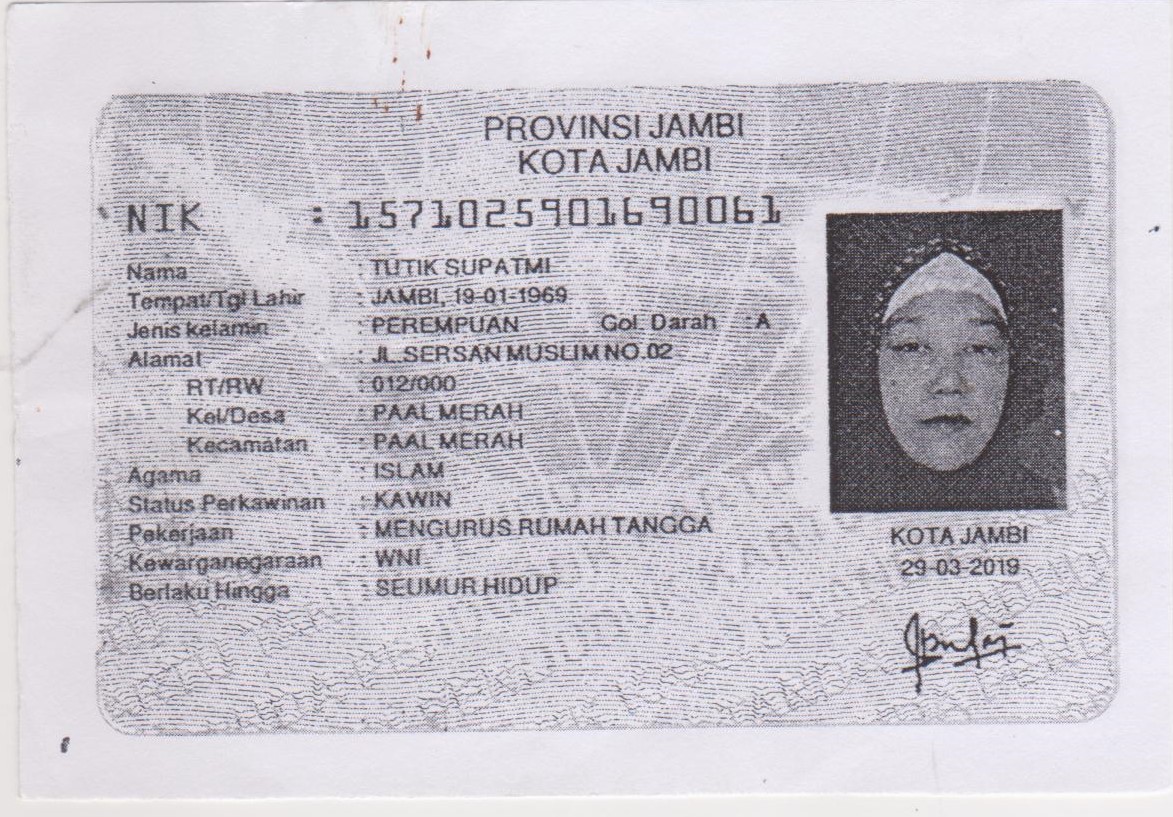 PROVINSI JAMBI
KOTA JAMBI
NIK : 1571025901690061
Nama : TUTIK SUPATMI
Tempat/Tgl Lahir : JAMBI, 19-01-1969
Jenis kelamin : PEREMPUAN Gol. Darah : A
Alamat : JL.SERSAN MUSLIM NO.02
RT/RW : 012/000
Kel/Desa : PAAL MERAH
Kecamatan : PAAL MERAH
Agama : ISLAM
Status Perkawinan : KAWIN
Pekerjaan : MENGURUS RUMAH TANGGA
Kewarganegaraan : WNI
Berlaku Hingga : SEUMUR HIDUP
KOTA JAMBI
29-03-2019